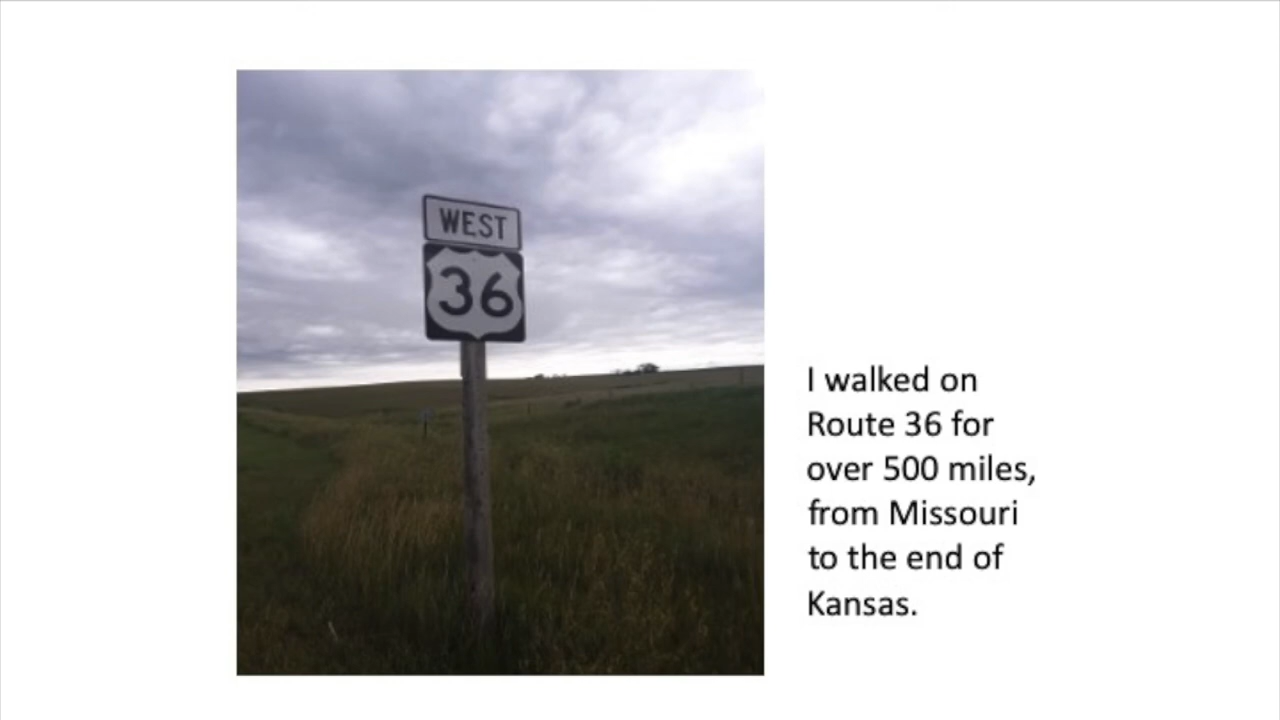 WEST
36
I walked on
Route 36 for
over 500 miles,
from Missouri
to the end of
Kansas.